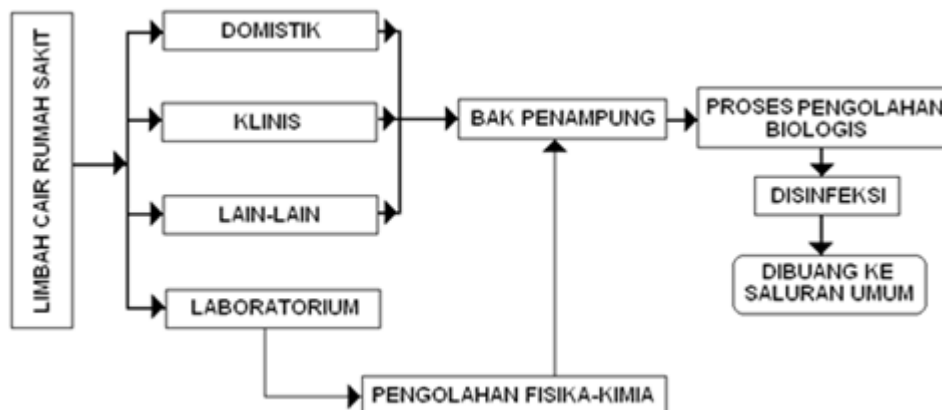 LIMBAH CAIR RUMAH SAKIT
DOMISTIK
KLINIS
LAIN-LAIN
LABORATORIUM
PENGOLAHAN FISIKA-KIMIA
BAK PENAMPUNG
PROSES PENGOLAHAN
BIOLOGIS
DISINFEKSI
DIBUANG KE
SALURAN UMUM